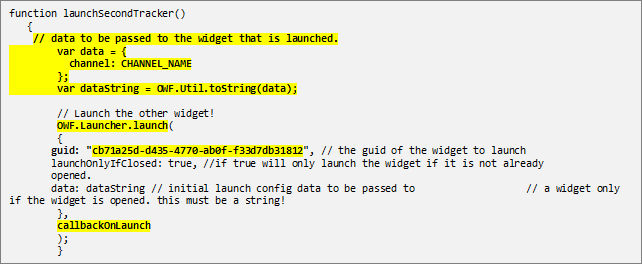 function launchSecondTracker()
{
// data to be passed to the widget that is launched.
var data = {
channel: CHANNEL_NAME
};
var dataString = OWF.Util.toString(data);
// Launch the other widget!
OWF.Launcher.launch(
{
guid: "cb71a25d-d435-4770-ab0f-f33d7db31812", // the guid of the widget to launch
launchOnlyIfClosed: true, //if true will only launch the widget if it is not already
opened.
data: dataString // initial launch config data to be passed to // a widget only
if the widget is opened. this must be a string!
},
callbackOnLaunch
);
}